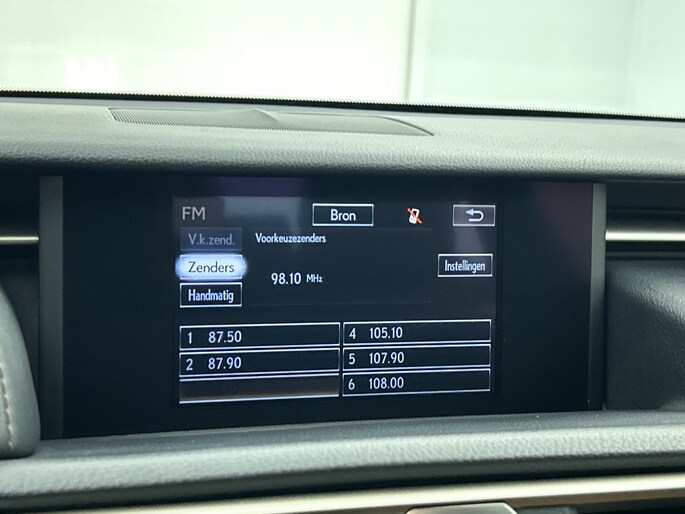 FM
Bron
V.k.zend.
Voorkeuzezenders
Zenders
98.10 MHz
Instellingen
Handmatig
1 87.50
4 105.10
2 87.90
5 107.90
6 108.00